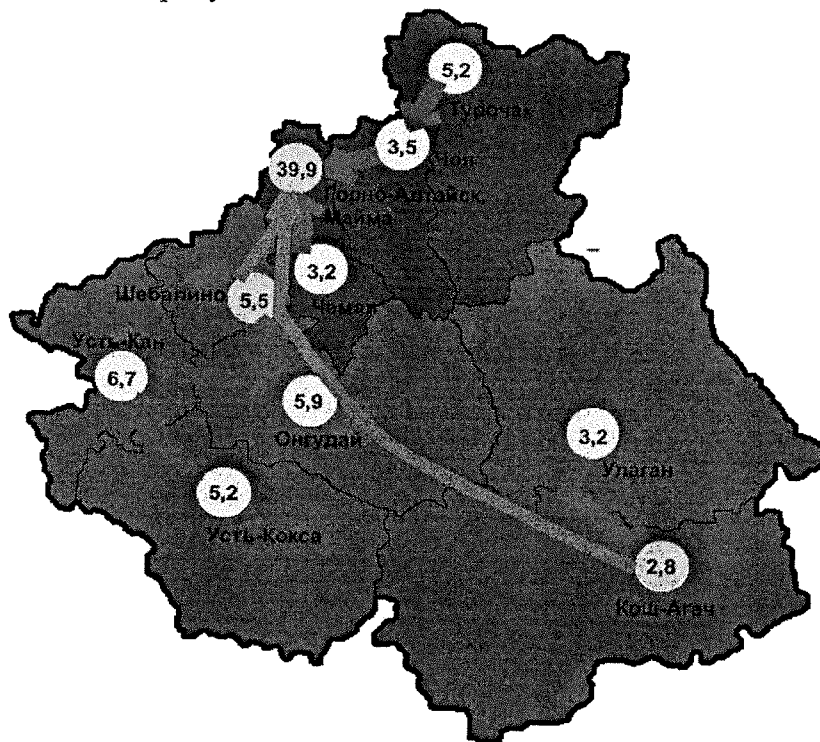 5,2
Турочак
3,5
Чоя
39,9
Горно-Алтайск,
Майма
3,2
Чемал
Шебалино
5,5
Усть-Кан
6,7
5,9
Онгудай
3,2
Улаган
5,2
Усть-Кокса
2,8
Кош-Агач